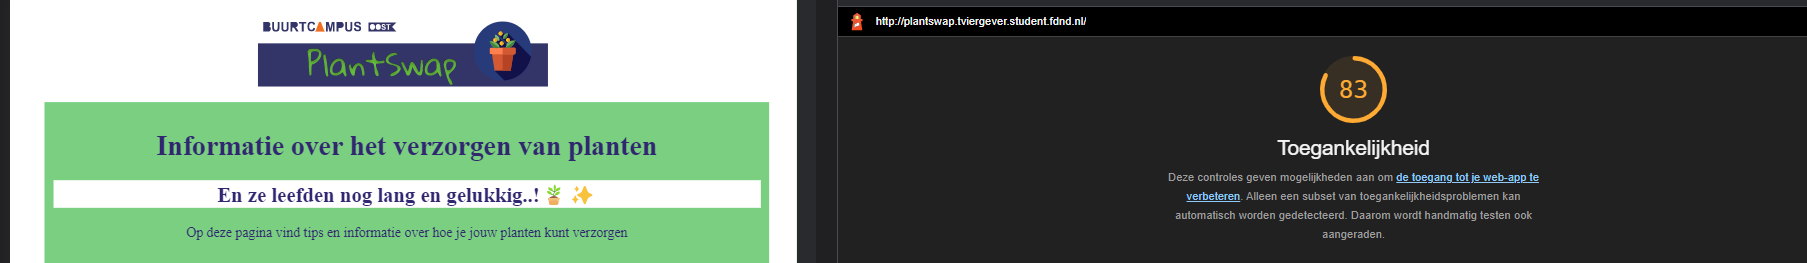 BUURTCAMPUS OOST
PlantSwap
Informatie over het verzorgen van planten
En ze leefden nog lang en gelukkig..! 🪴 ✨
Op deze pagina vind tips en informatie over hoe je jouw planten kunt verzorgen
http://plantswap.tviergever.student.fdnd.nl/
83
Toegankelijkheid
Deze controles geven mogelijkheden aan om de toegang tot je web-app te
verbeteren. Alleen een subset van toegankelijkheidsproblemen kan
automatisch worden gedetecteerd. Daarom wordt handmatig testen ook
aangeraden.